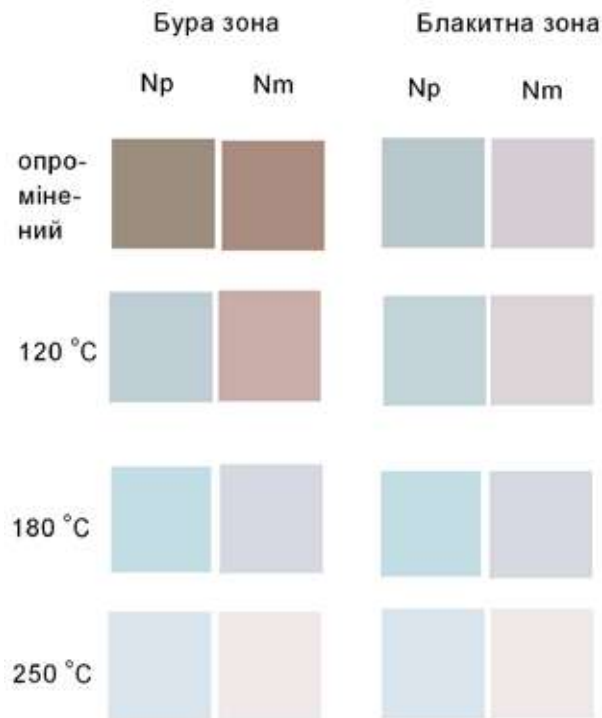 Бура зона Блакитна зона
Np Nm Np Nm
опро-
міне-
ний
120 °C
180 °C
250 °C